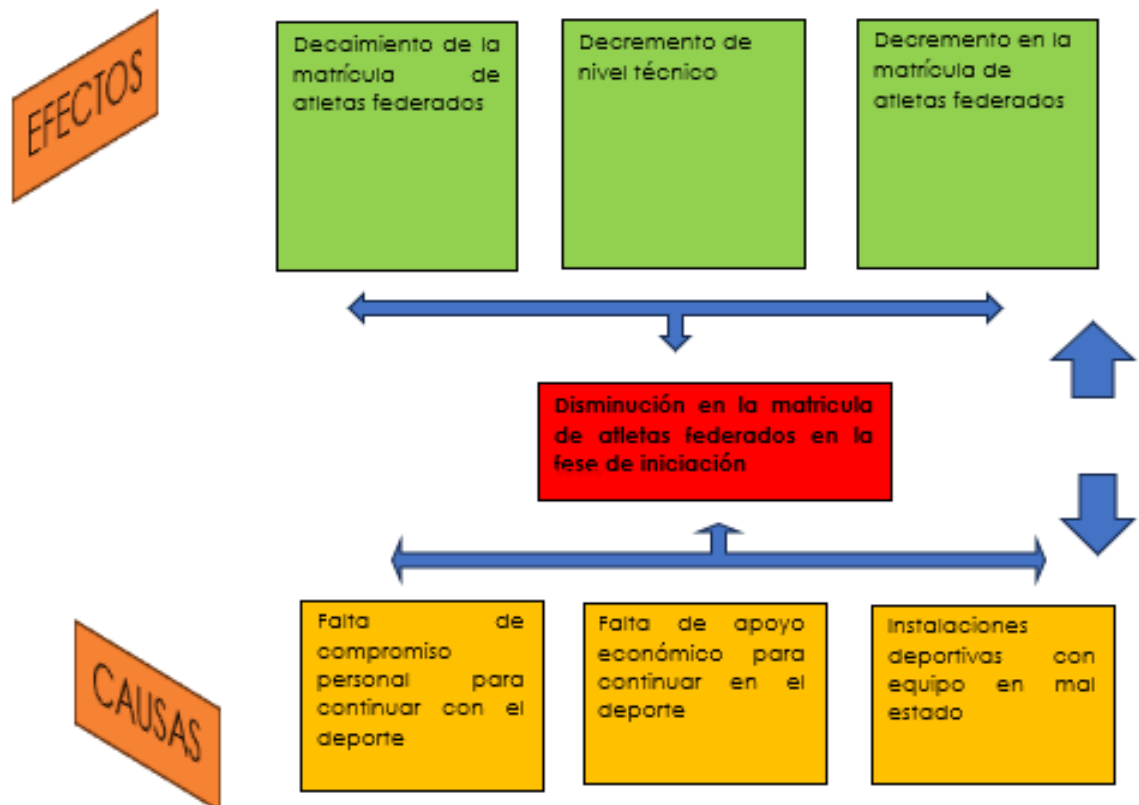 EFECTOS
Decaimiento de la
matrícula de
atletas federados
Decremento de
nivel técnico
Decremento en la
matrícula de
atletas federados
Disminución en la matricula
de atletas federados en la
fese de iniciación
Falta de
compromiso
personal para
continuar con el
deporte
Falta de apoyo
económico para
continuar en el
deporte
Instalaciones
deportivas con
equipo en mal
estado
CAUSAS